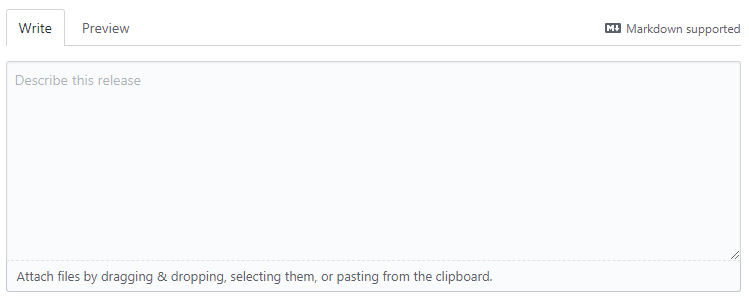 Write Preview M↓ Markdown supported
Describe this release
Attach files by dragging & dropping, selecting them, or pasting from the clipboard.